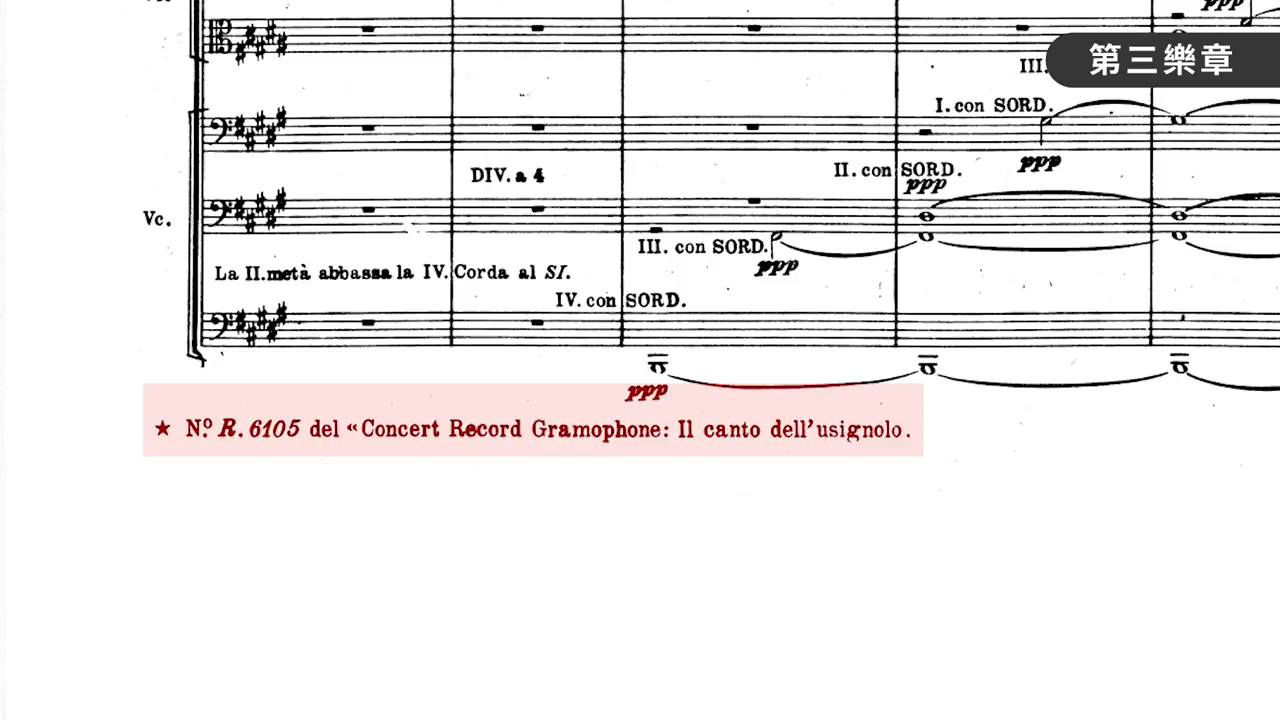 ppp
第三樂章
III.
I. con SORD.
ppp
DIV. a 4
II. con SORD.
ppp
Vc.
III. con SORD.
ppp
La II. metà abbassa la IV. Corda al SI.
IV. con SORD.
ppp
★ N.º R. 6105 del «Concert Record Gramophone: Il canto dell'usignolo.